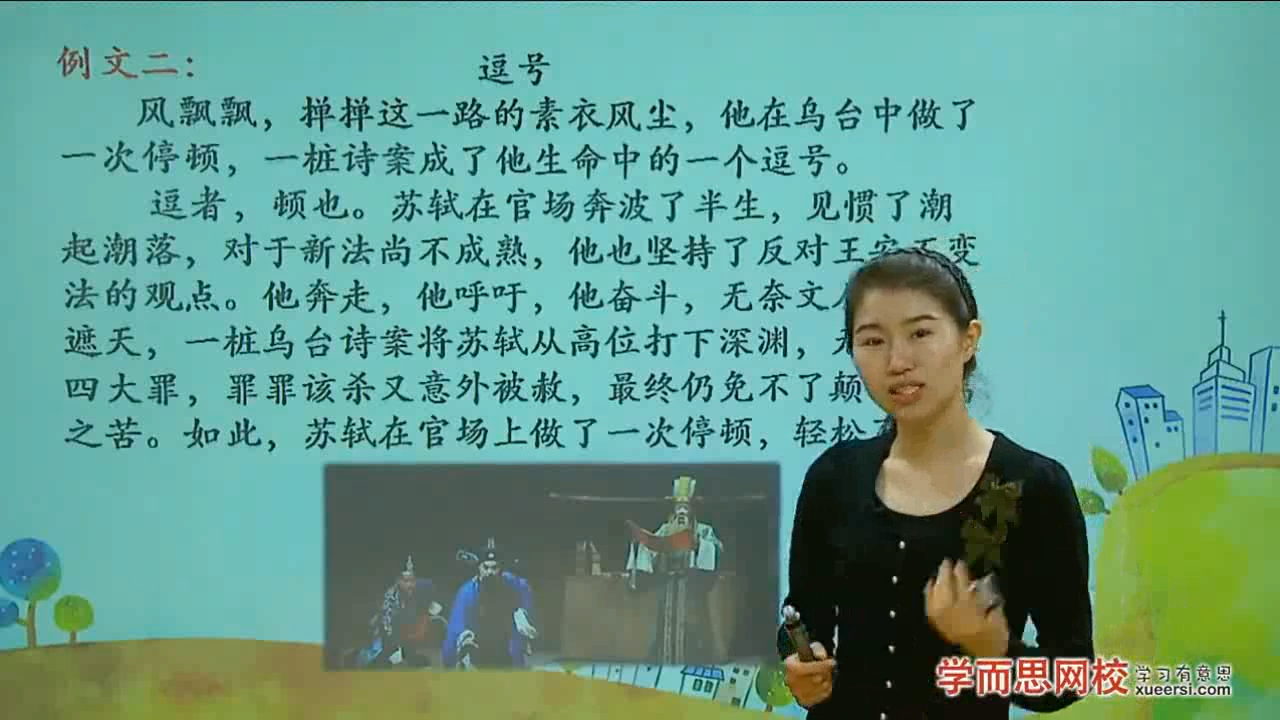 例文二：
逗号
风飘飘，掸掸这一路的素衣风尘，他在乌台中做了
一次停顿，一桩诗案成了他生命中的一个逗号。
逗者，顿也。苏轼在官场奔波了半生，见惯了潮
起潮落，对于新法尚不成熟，他也坚持了反对王安石变
法的观点。他奔走，他呼吁，他奋斗，无奈文人
遮天，一桩乌台诗案将苏轼从高位打下深渊，
四大罪，罪罪该杀又意外被赦，最终仍免不了颠
之苦。如此，苏轼在官场上做了一次停顿，轻松
学而思网校 学习有意思
xueersi.com